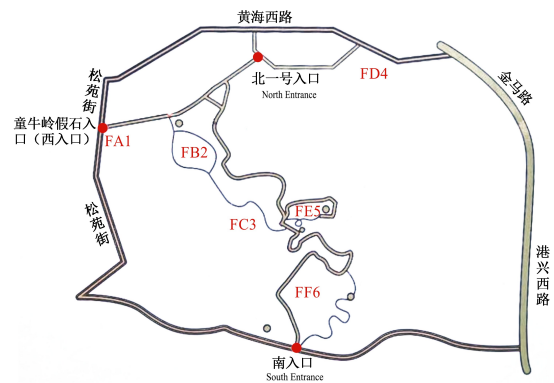 黄海西路
松苑街
北一号入口
North Entrance
FD4
金马路
童牛岭假石入
口（西入口）
FA1
FB2
松苑街
FC3
FE5
港兴西路
FF6
南入口
South Entrance